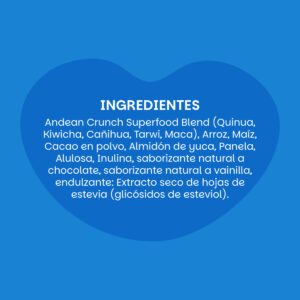 INGREDIENTES
Andean Crunch Superfood Blend (Quinua,
Kiwicha, Cañihua, Tarwi, Maca), Arroz, Maíz,
Cacao en polvo, Almidón de yuca, Panela,
Alulosa, Inulina, saborizante natural a
chocolate, saborizante natural a vainilla,
endulzante: Extracto seco de hojas de
estevia (glicósidos de esteviol).